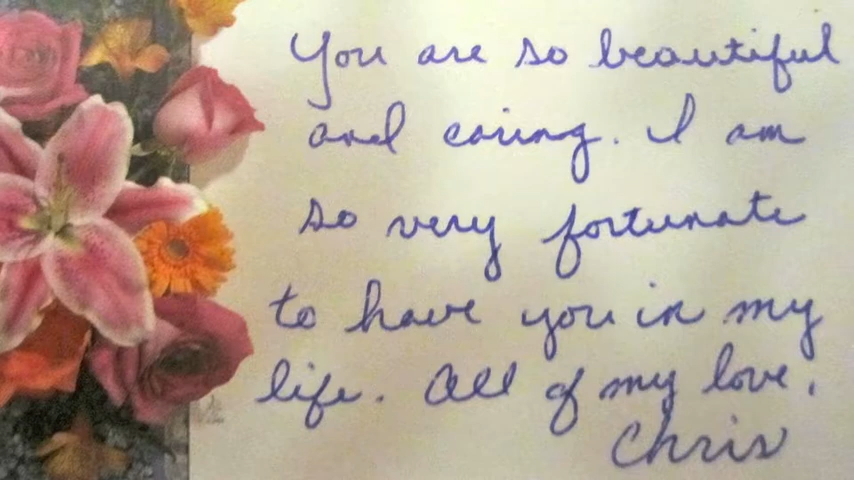 You are so beautiful
and caring. I am
so very fortunate
to have you in my
life. All of my love,
Chris